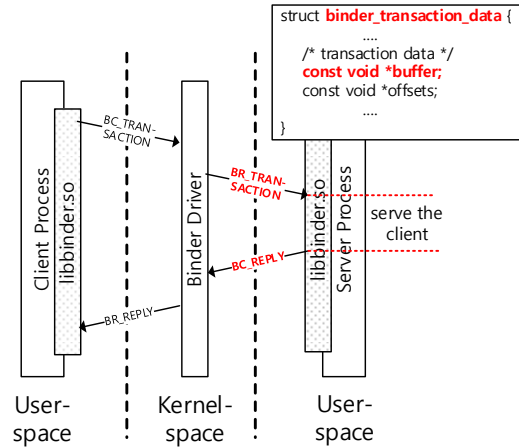 struct binder_transaction_data {
....
/* transaction data */
const void *buffer;
const void *offsets;
....
}
Client Process
libbinder.so
BC_TRAN-
SACTION
Binder Driver
BR_TRAN-
SACTION
libbinder.so
Server Process
serve the
client
BC_REPLY
BR_REPLY
User-
space
Kernel-
space
User-
space